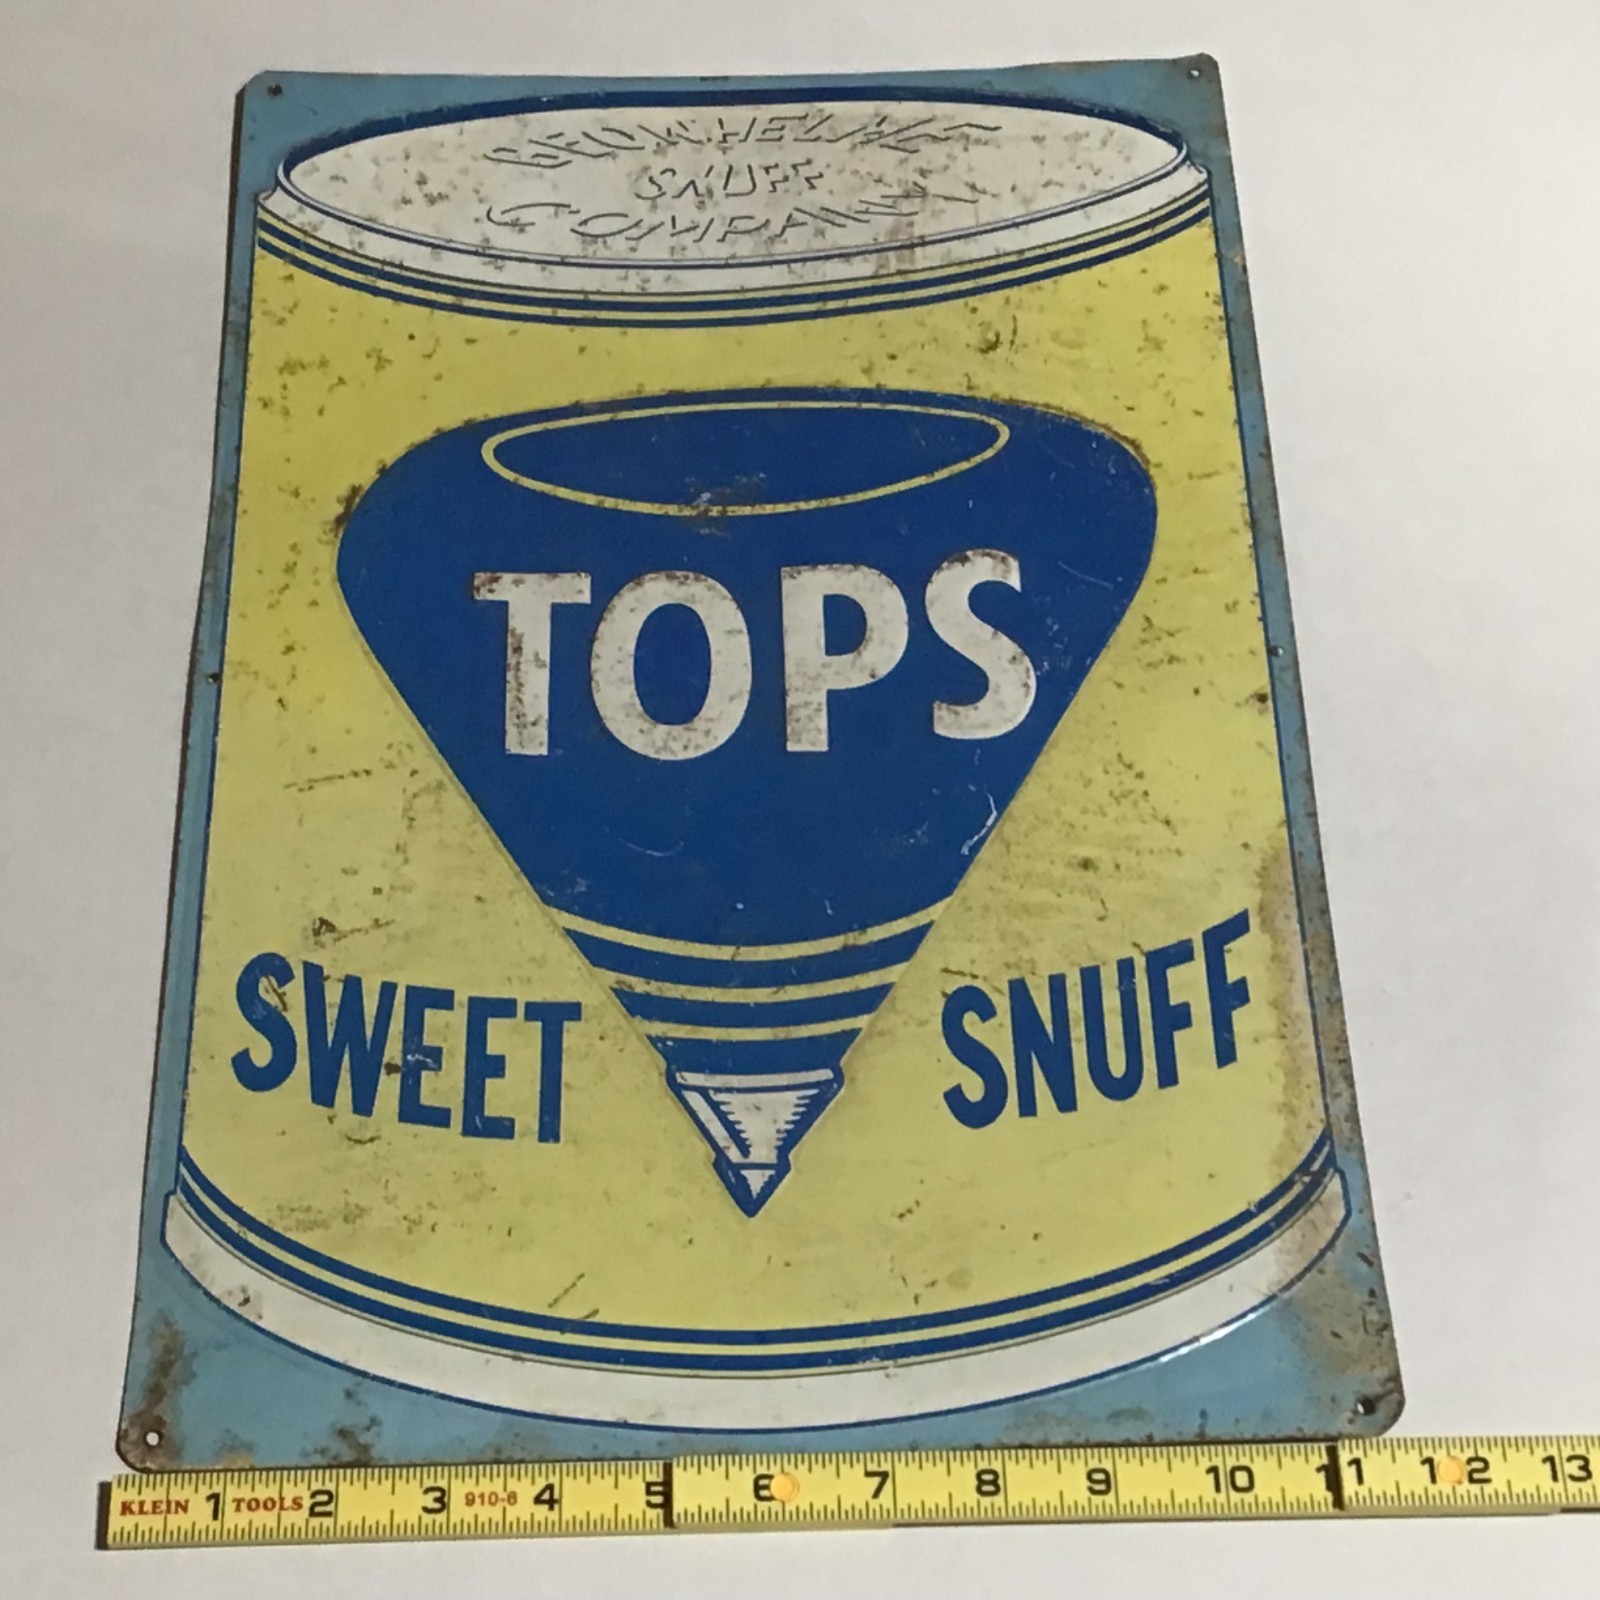 GEO. W. HELME
SNUFF
COMPANY
TOPS
SWEET SNUFF
KLEIN 1 TOOLS 2 3 910-6 4 5 6 7 8 9 10 11 12 13